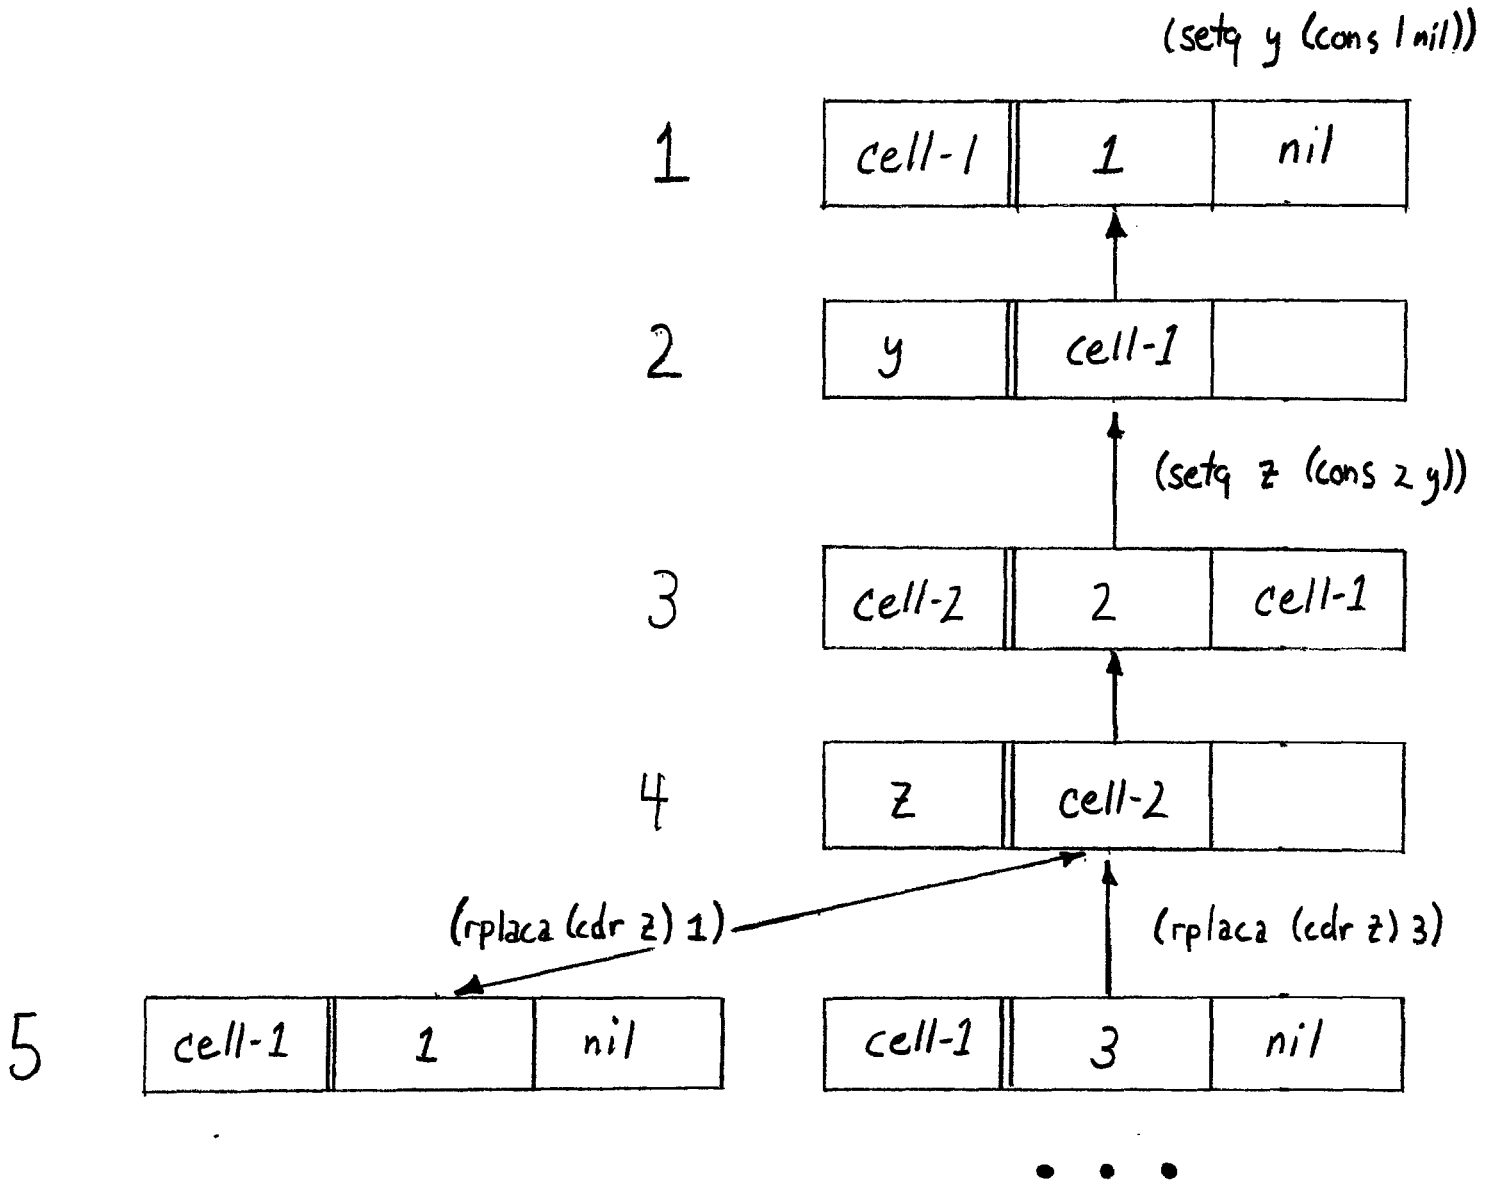 (setq y (cons 1 nil))
1 cell-1 1 nil
2 y cell-1
(setq z (cons 2 y))
3 cell-2 2 cell-1
4 z cell-2
(rplaca (cdr z) 1) (rplaca (cdr z) 3)
5 cell-1 1 nil cell-1 3 nil
• • •